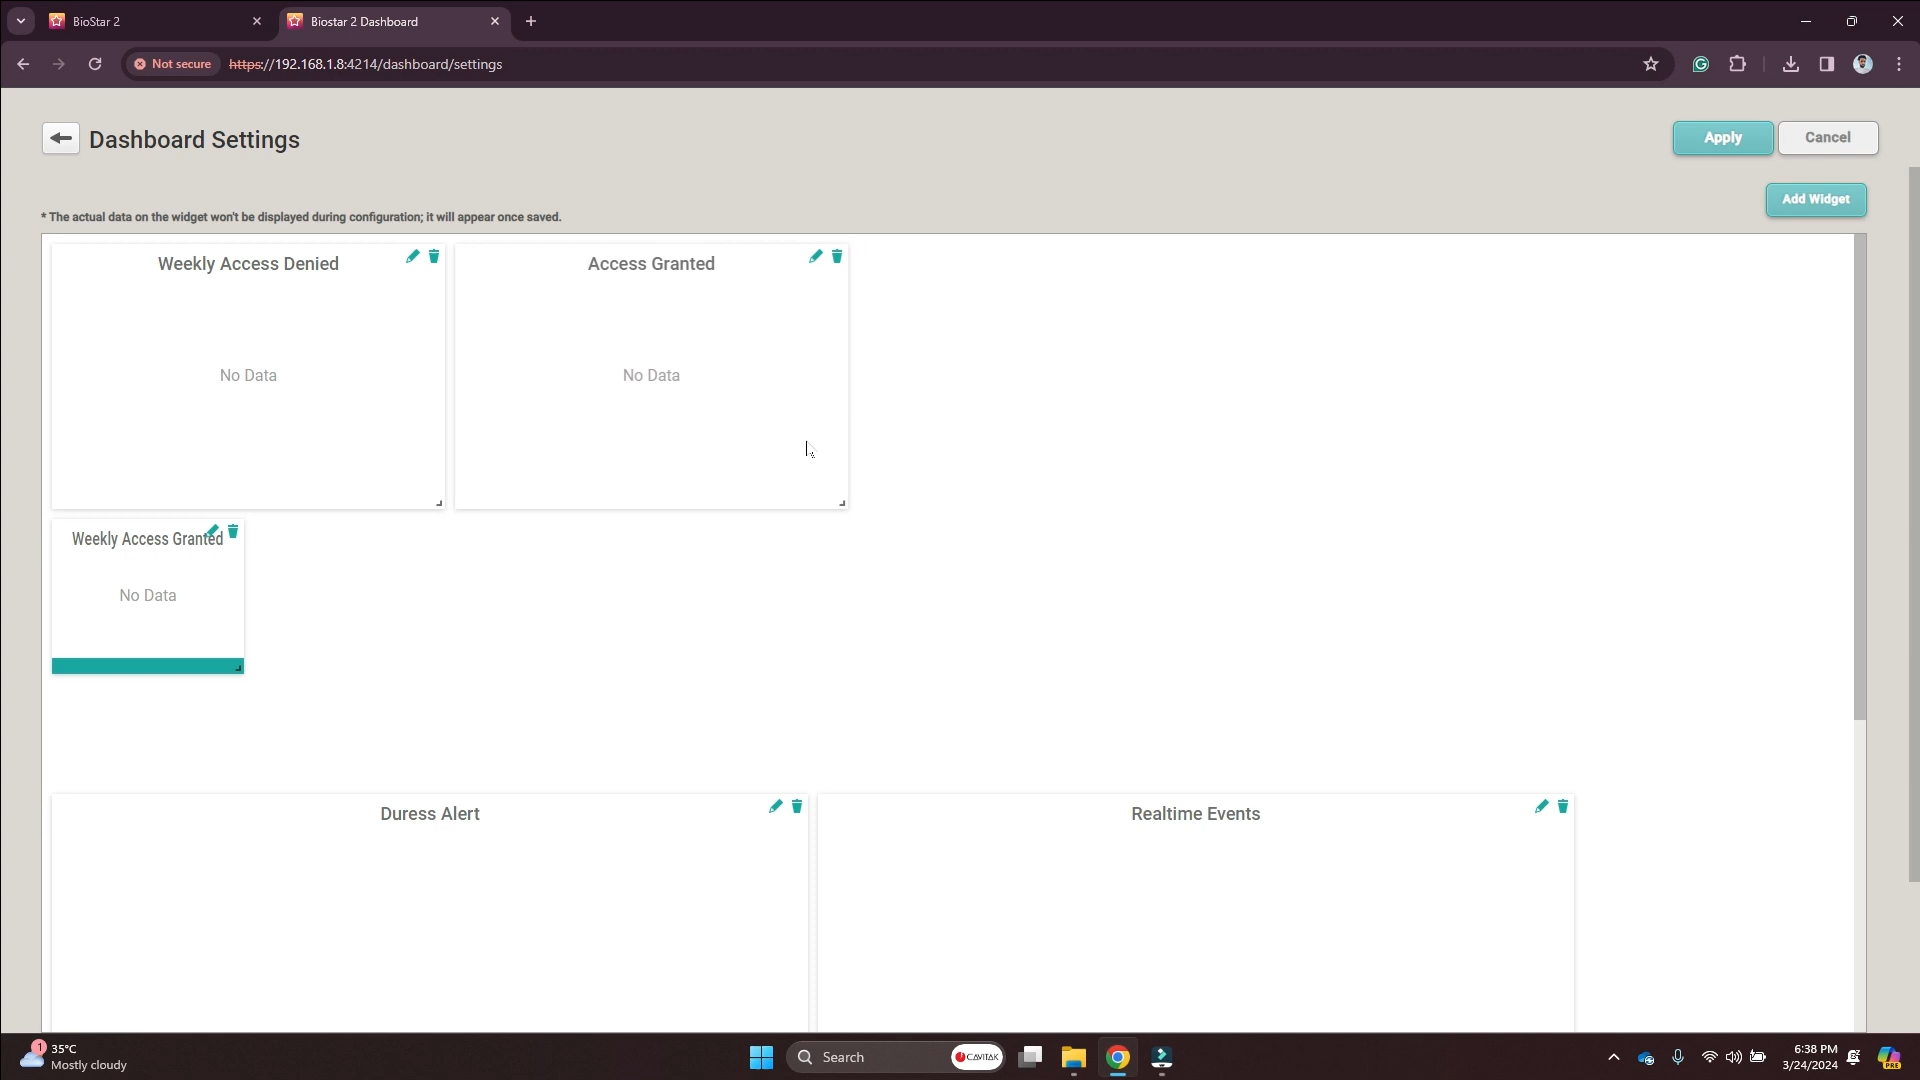 BioStar 2
Biostar 2 Dashboard
Not secure https://192.168.1.8:4214/dashboard/settings
Dashboard Settings
Apply
Cancel
Add Widget
* The actual data on the widget won't be displayed during configuration; it will appear once saved.
Weekly Access Denied
Access Granted
No Data
No Data
Weekly Access Granted
No Data
Duress Alert
Realtime Events
1
35°C
Mostly cloudy
Search
CAVITAK
6:38 PM
3/24/2024
PRE